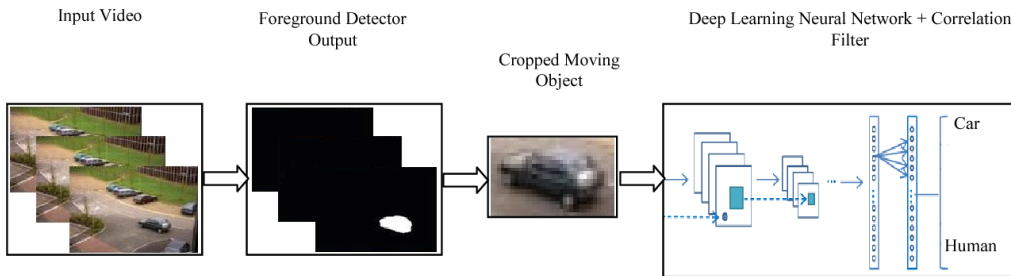 Input Video
Foreground Detector
Output
Cropped Moving
Object
Deep Learning Neural Network + Correlation
Filter
Car
Human